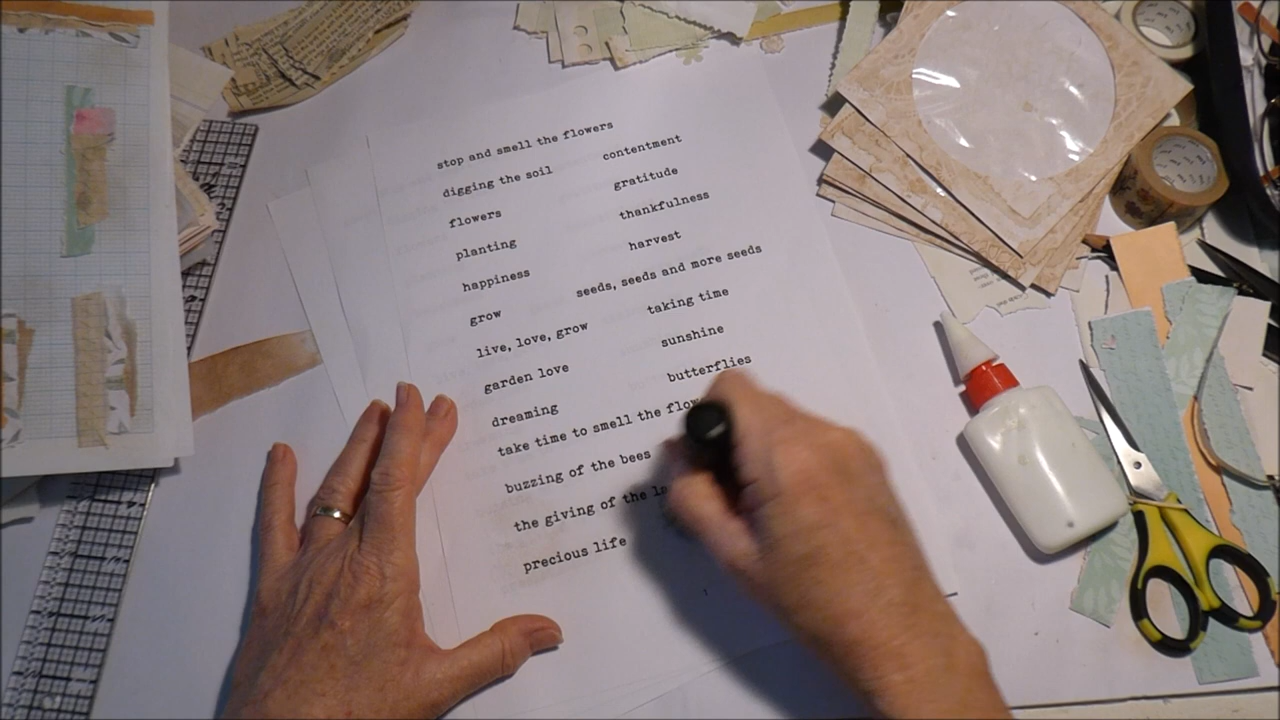 stop and smell the flowers
digging the soil
flowers
planting
happiness
grow
live, love, grow
garden love
dreaming
take time to smell the
buzzing of the bees
the giving of the
precious life
contentment
gratitude
thankfulness
harvest
seeds, seeds and more seeds
taking time
sunshine
butterflies